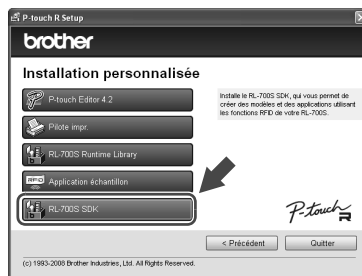 P-touch R Setup
brother
Installation personnalisée
P-touch Editor 4.2
Pilote impr.
RL-700S Runtime Library
RFID Application échantillon
RL-700S SDK
Installe le RL-700S SDK, qui vous permet de
créer des modèles et des applications utilisant
les fonctions RFID de votre RL-700S.
P-touch R
< Précédent
Quitter
(c) 1993-2008 Brother Industries, Ltd. All Rights Reserved.